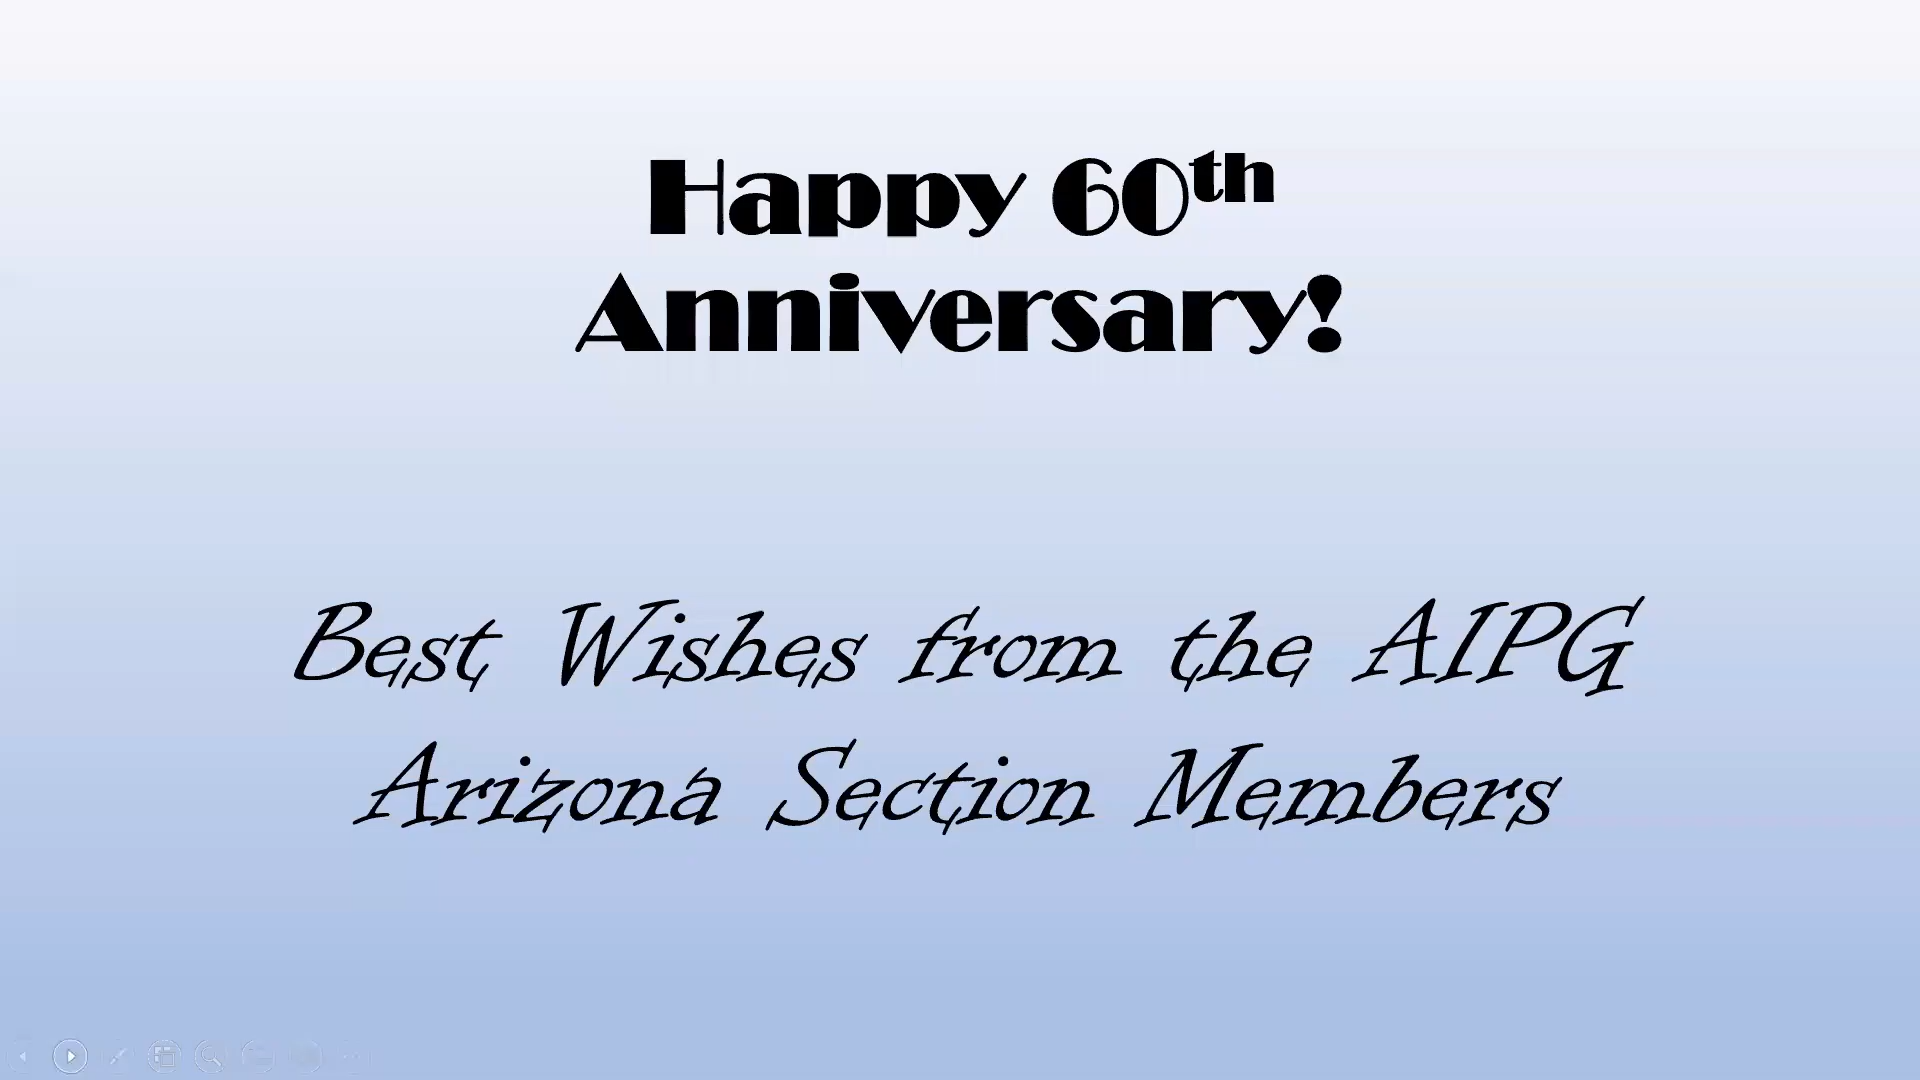 Happy 60th
Anniversary!
Best Wishes from the AIPG
Arizona Section Members